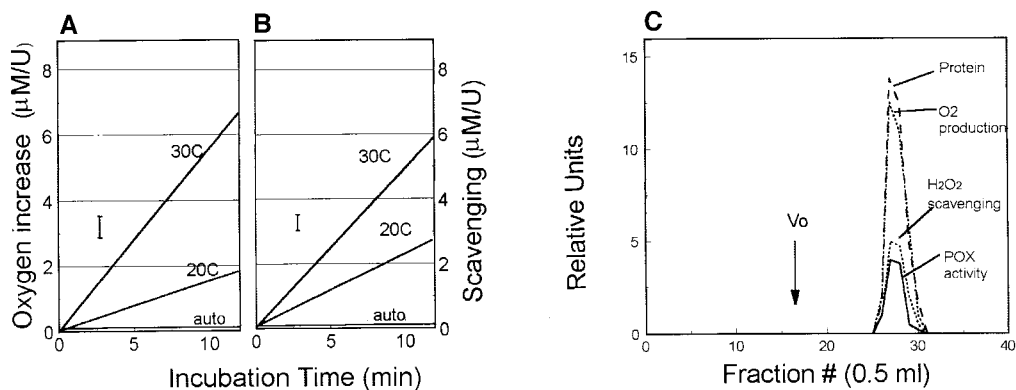 A
B
C
Oxygen increase (μM/U)
8
6
4
2
0
30C
20C
auto
0
10
30C
20C
auto
0
10
8
6
4
2
0
Scavenging (μM/U)
Incubation Time (min)
Relative Units
15
10
5
0
Vo
Protein
O2
production
H2O2
scavenging
POX
activity
0
10
20
30
40
Fraction # (0.5 ml)